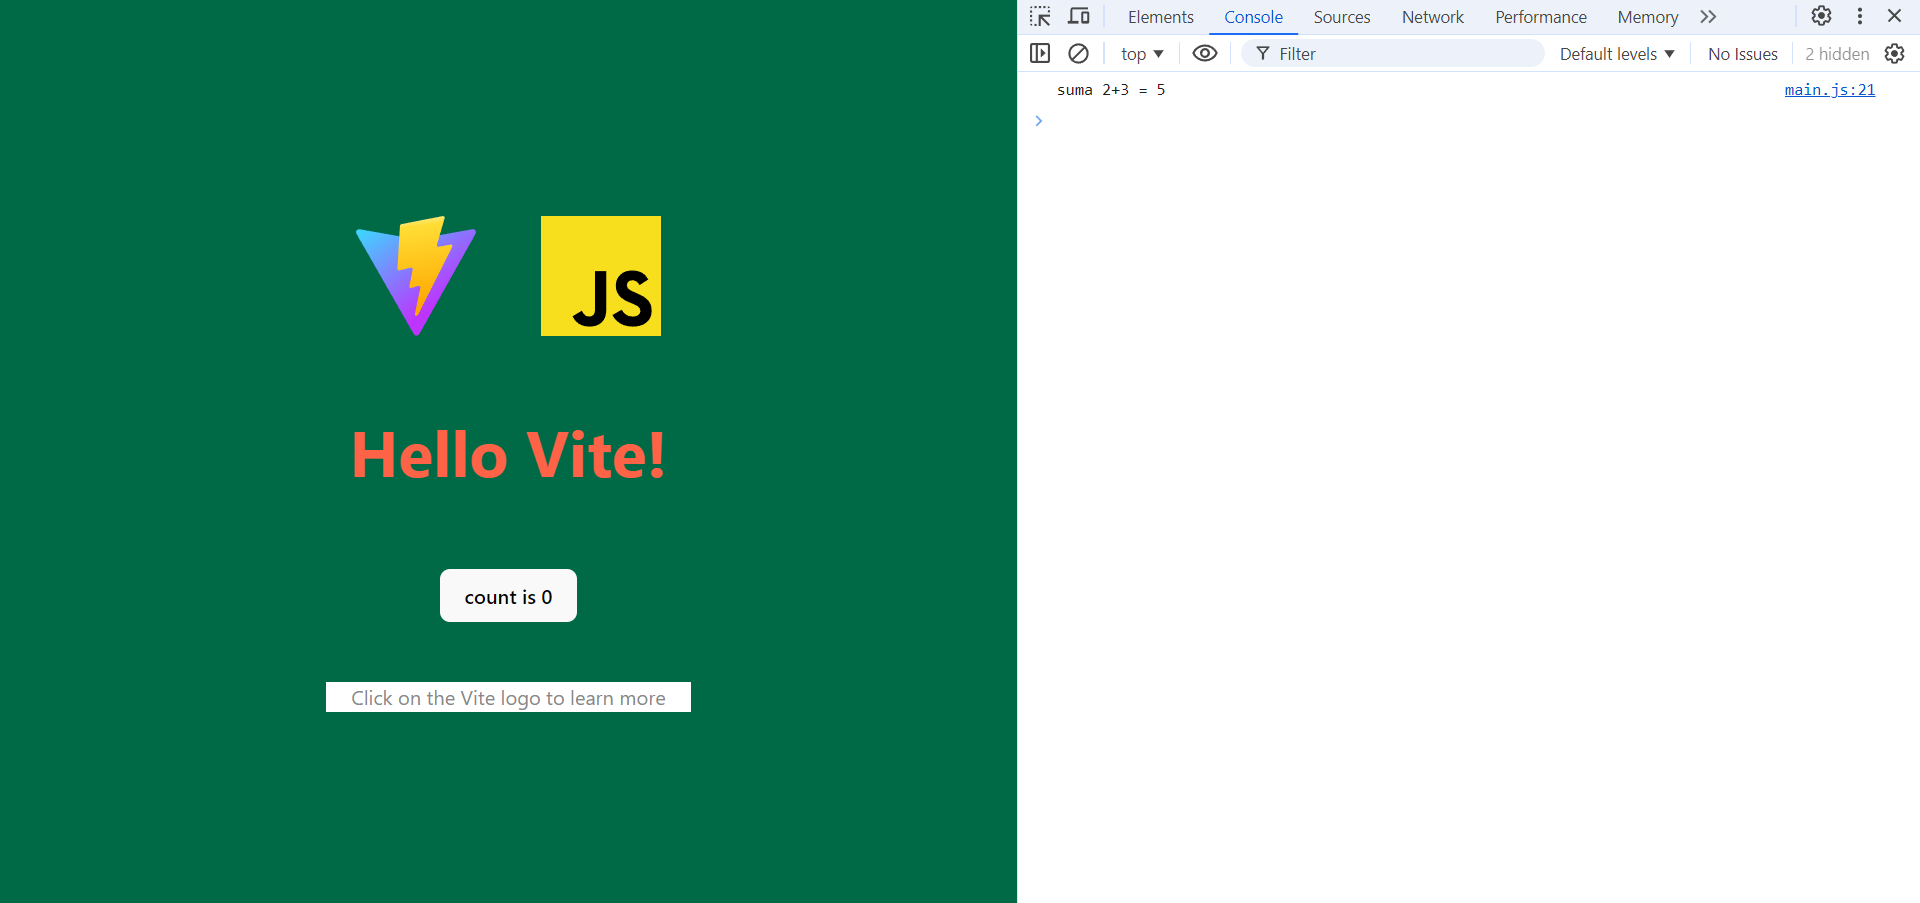 JS
Hello Vite!
count is 0
Click on the Vite logo to learn more
Elements Console Sources Network Performance Memory
top Filter Default levels No Issues 2 hidden
suma 2+3 = 5 main.js:21